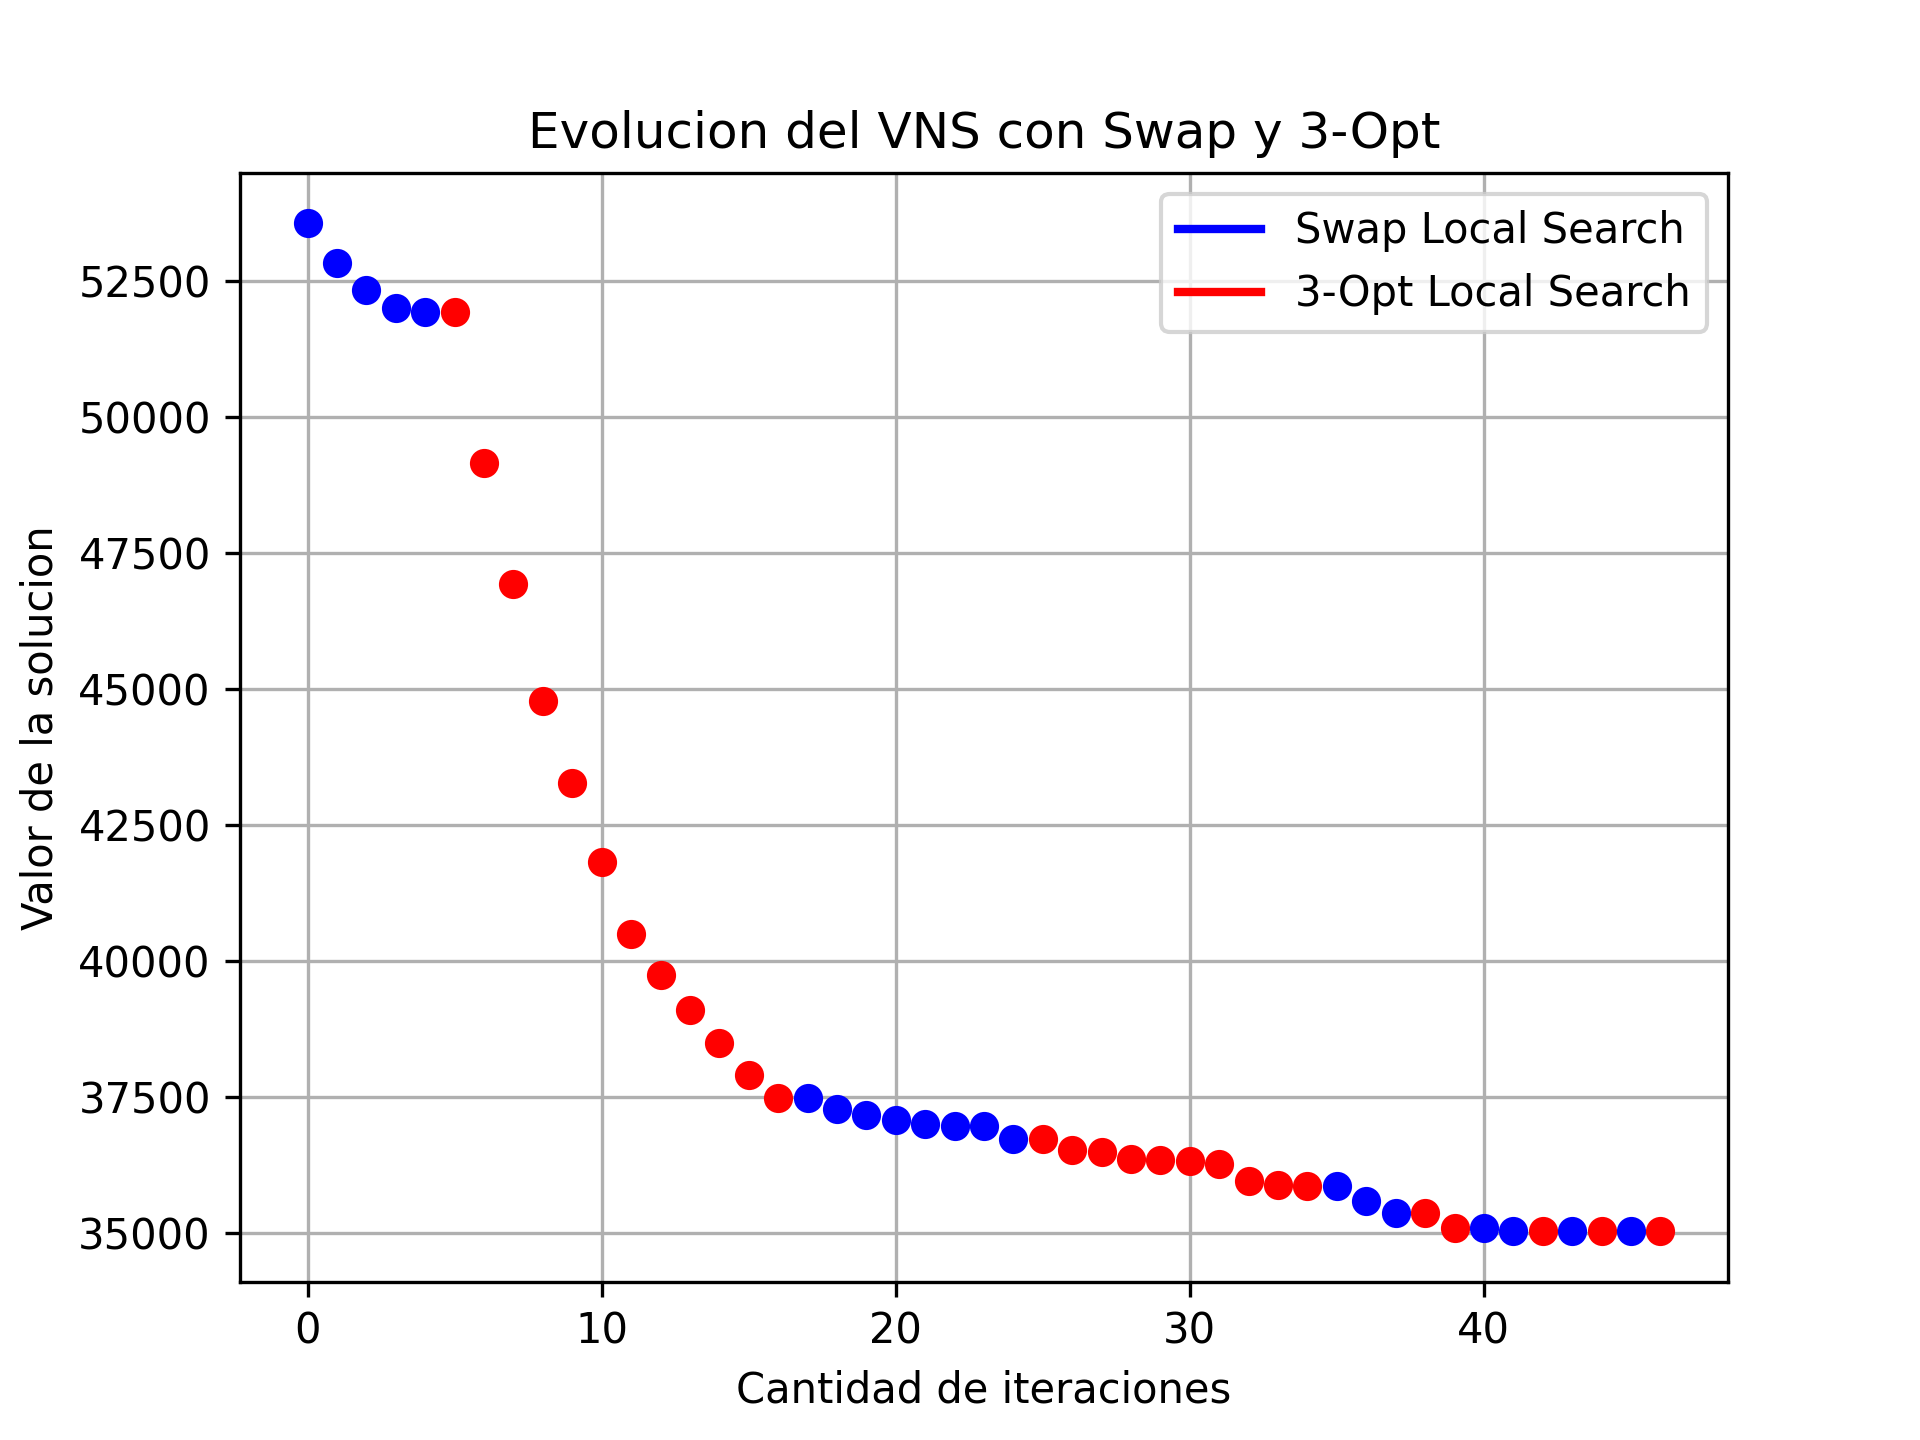 Evolucion del VNS con Swap y 3-Opt
Swap Local Search
3-Opt Local Search
Valor de la solucion
52500
50000
47500
45000
42500
40000
37500
35000
0 10 20 30 40
Cantidad de iteraciones